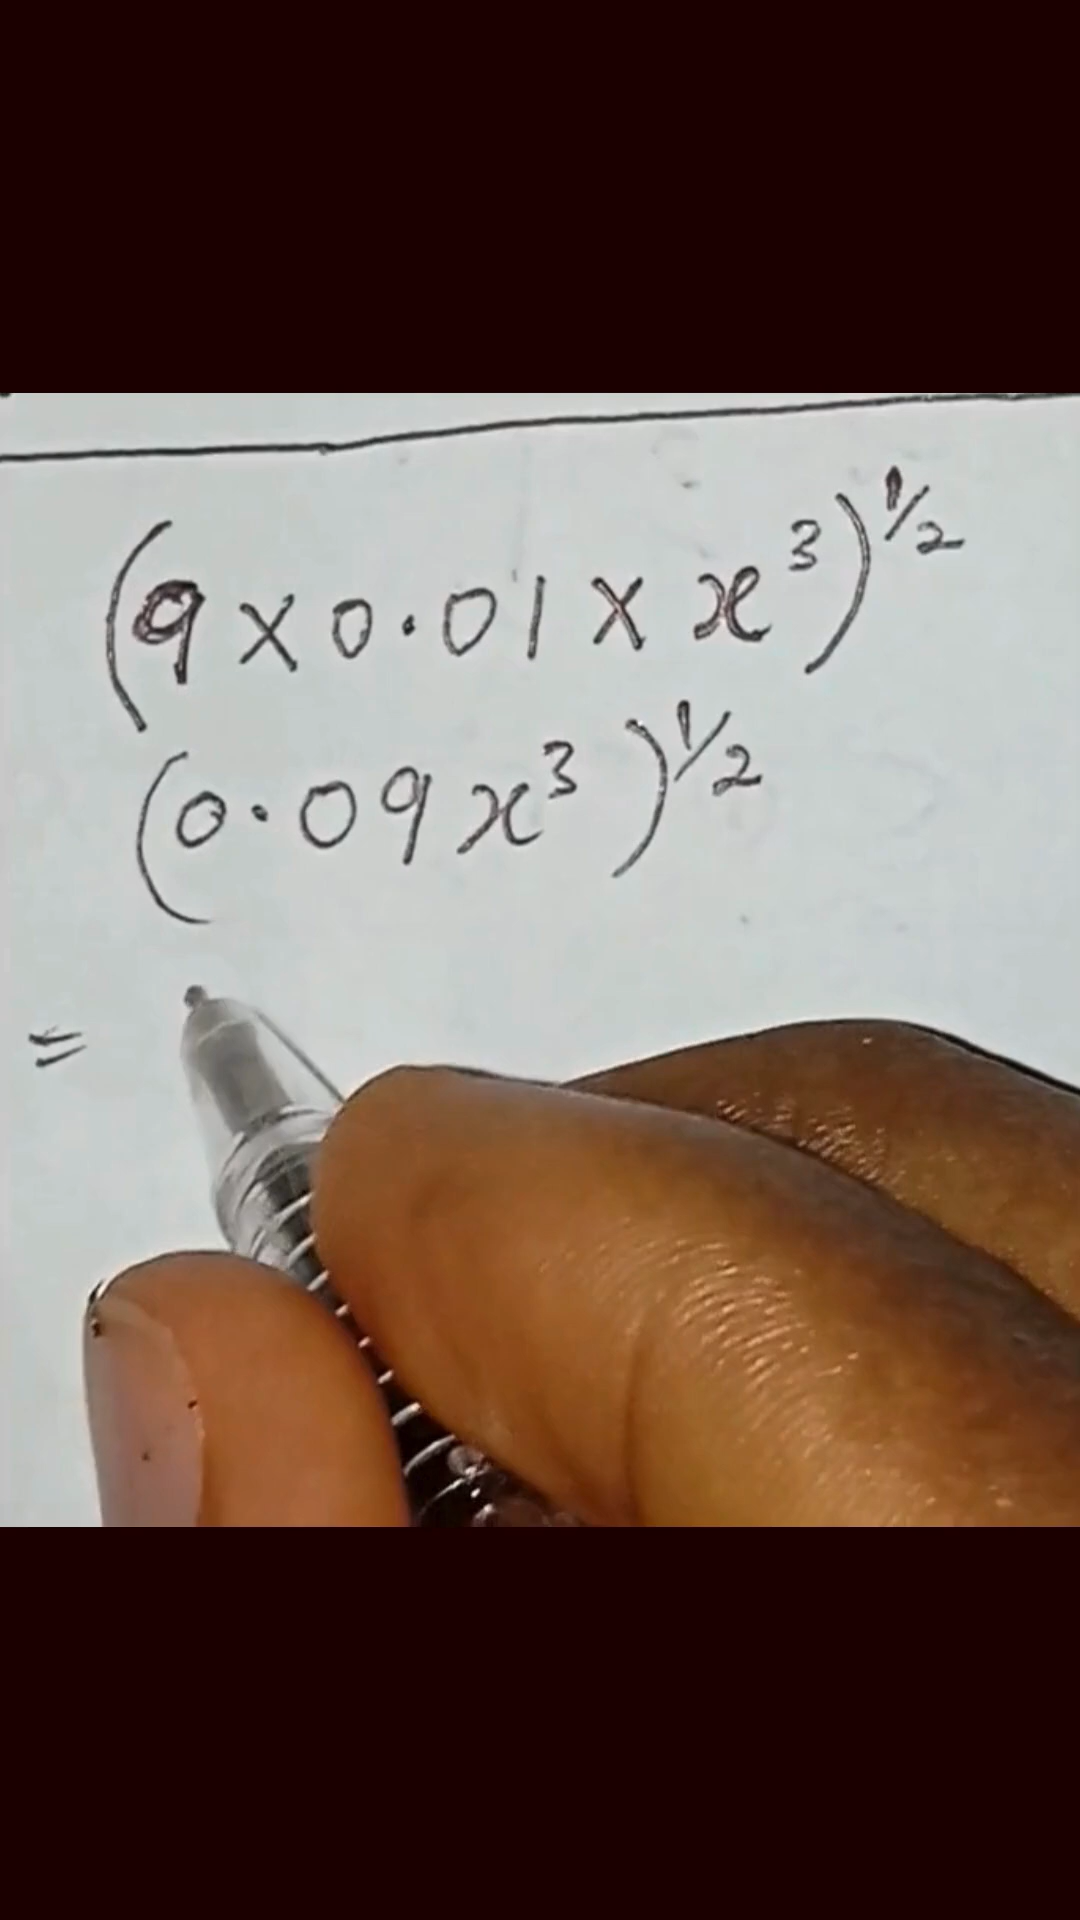 (9 × 0.01 × x³)^1/2
(0.09x³)^1/2
=